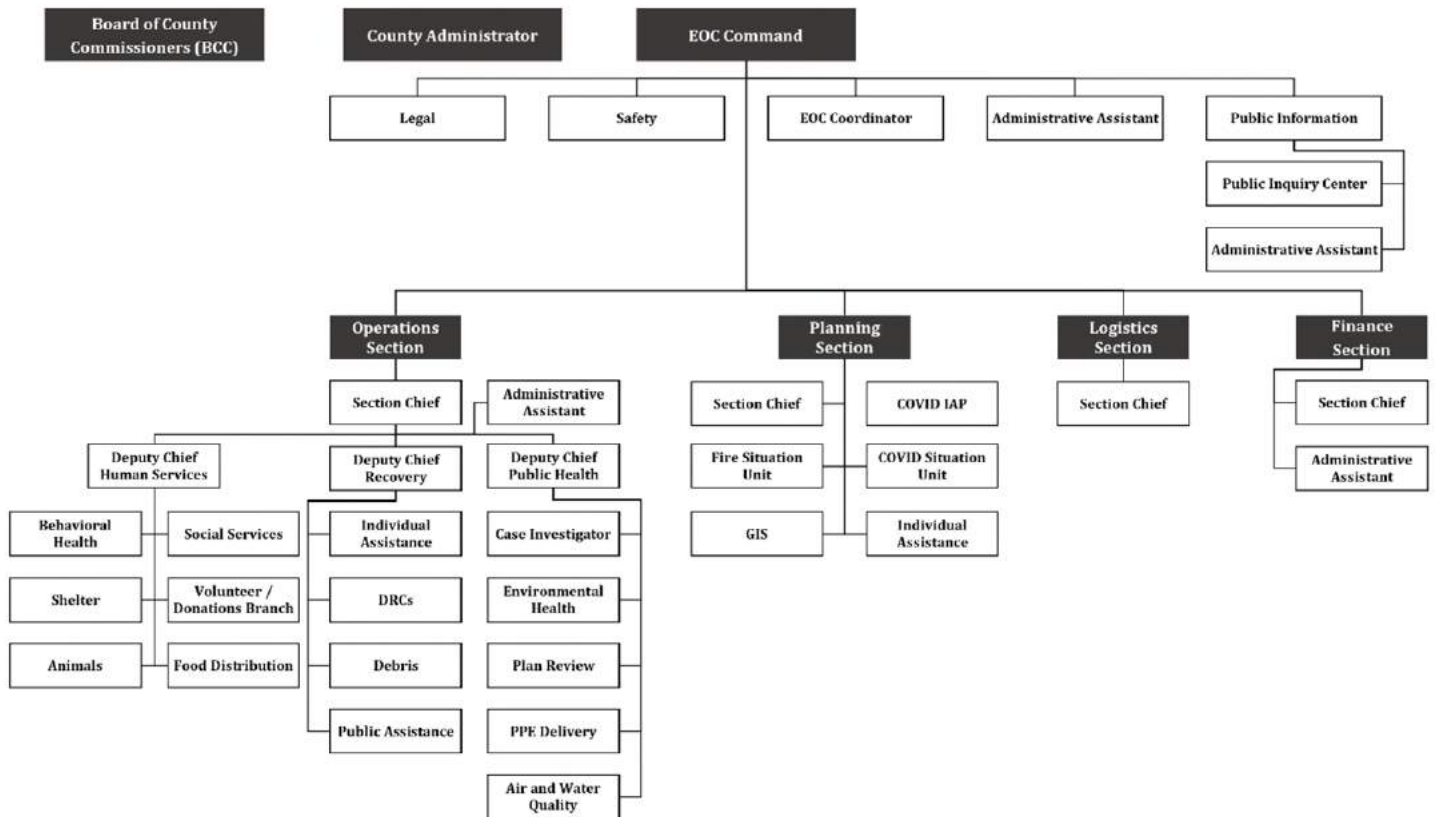 Board of County
Commissioners (BCC)
County Administrator
EOC Command
Legal
Safety
EOC Coordinator
Administrative Assistant
Public Information
Public Inquiry Center
Administrative Assistant
Operations
Section
Planning
Section
Logistics
Section
Finance
Section
Section Chief
Administrative
Assistant
Section Chief
COVID IAP
Section Chief
Section Chief
Deputy Chief
Human Services
Deputy Chief
Recovery
Deputy Chief
Public Health
Fire Situation
Unit
COVID Situation
Unit
Administrative
Assistant
Behavioral
Health
Social Services
Individual
Assistance
Case Investigator
GIS
Individual
Assistance
Shelter
Volunteer /
Donations Branch
DRCs
Environmental
Health
Animals
Food Distribution
Debris
Plan Review
Public Assistance
PPE Delivery
Air and Water
Quality